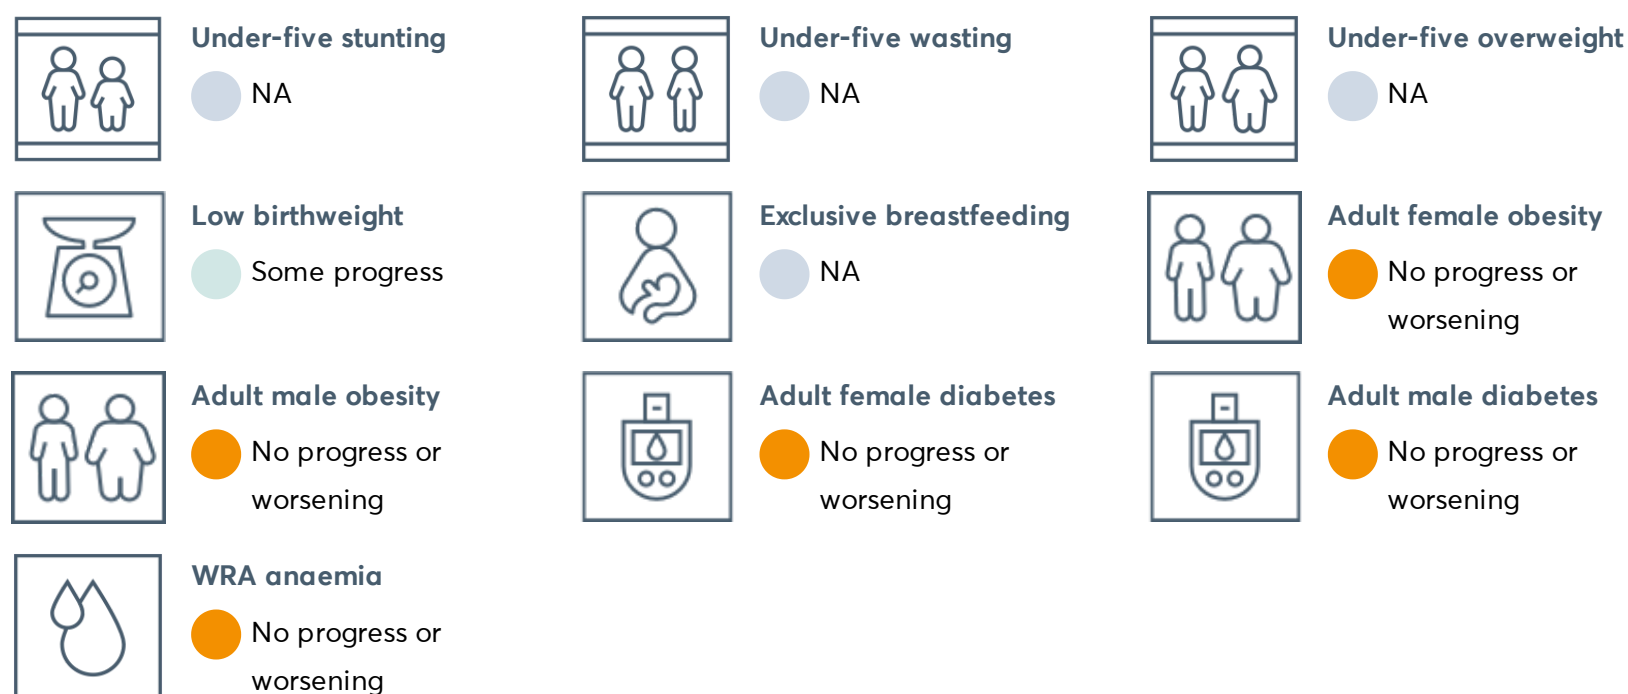 Under-five stunting
NA
Under-five wasting
NA
Under-five overweight
NA
Low birthweight
Some progress
Exclusive breastfeeding
NA
Adult female obesity
No progress or
worsening
Adult male obesity
No progress or
worsening
Adult female diabetes
No progress or
worsening
Adult male diabetes
No progress or
worsening
WRA anaemia
No progress or
worsening